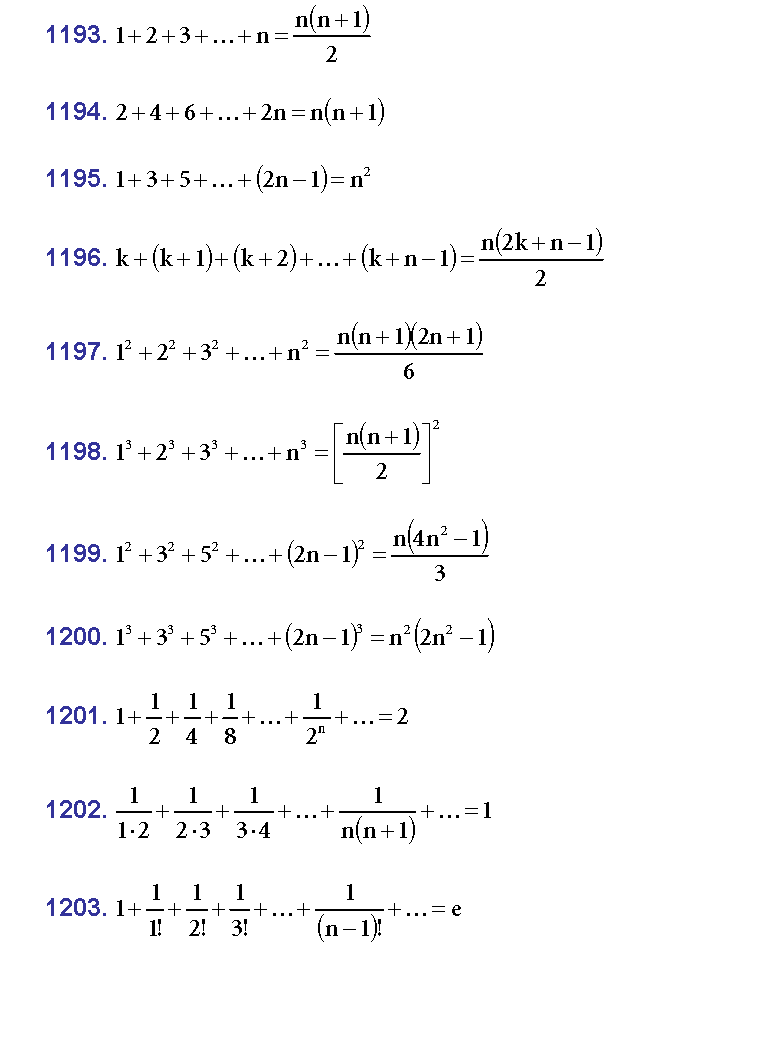 1193. 1+2+3+…+n = n(n+1)/2
1194. 2+4+6+…+2n = n(n+1)
1195. 1+3+5+…+(2n−1) = n²
1196. k+(k+1)+(k+2)+…+(k+n−1) = n(2k+n−1)/2
1197. 1²+2²+3²+…+n² = n(n+1)(2n+1)/6
1198. 1³+2³+3³+…+n³ = [n(n+1)/2]²
1199. 1²+3²+5²+…+(2n−1)² = n(4n²−1)/3
1200. 1³+3³+5³+…+(2n−1)³ = n²(2n²−1)
1201. 1+1/2+1/4+1/8+…+1/2ⁿ+… = 2
1202. 1/(1·2)+1/(2·3)+1/(3·4)+…+1/(n(n+1))+… = 1
1203. 1+1/1!+1/2!+1/3!+…+1/(n−1)!+… = e